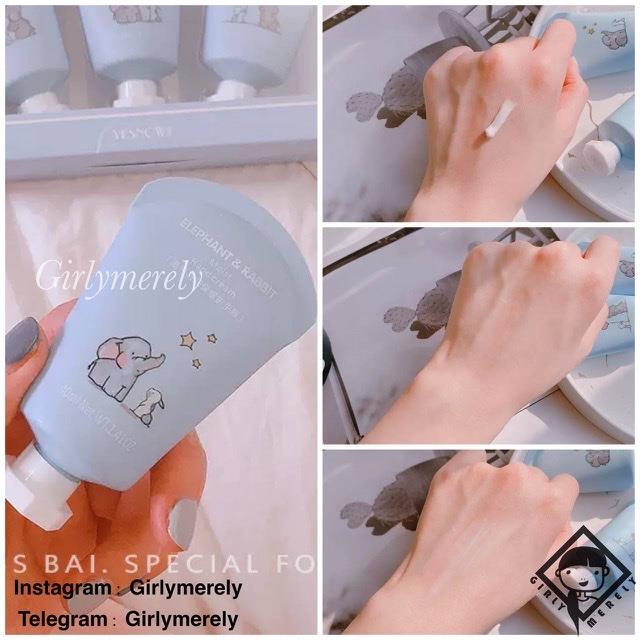 YESNOW
ELEPHANT & RABBIT
Girlymerely
S BAI. SPECIAL FO
Instagram : Girlymerely
Telegram : Girlymerely
GIRLY MERELY